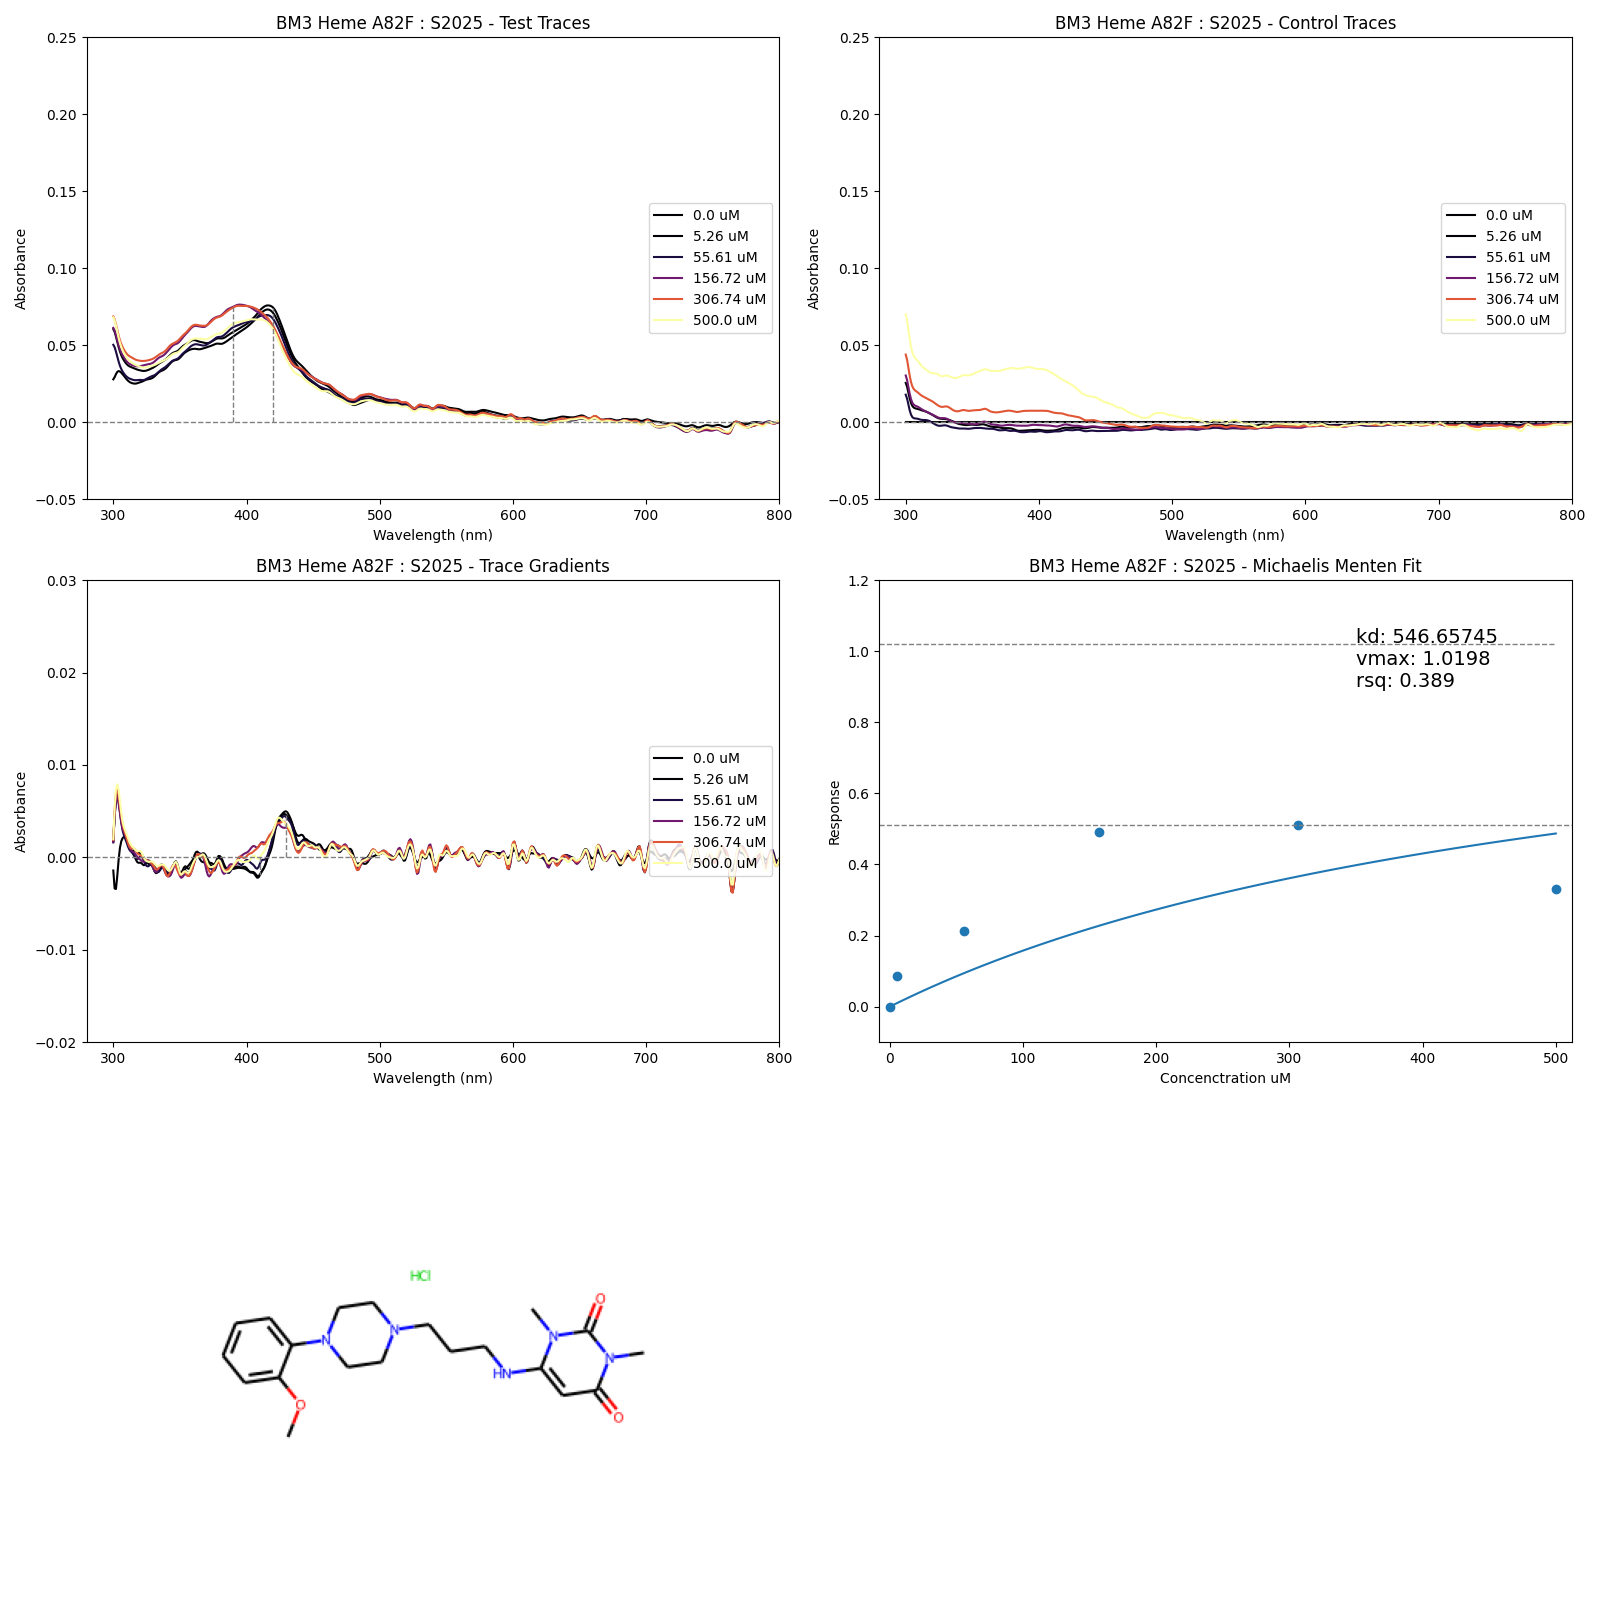 BM3 Heme A82F : S2025 - Test Traces
0.25
0.20
0.15
0.10
0.05
0.00
−0.05
Absorbance
300
400
500
600
700
800
Wavelength (nm)
0.0 uM
5.26 uM
55.61 uM
156.72 uM
306.74 uM
500.0 uM
BM3 Heme A82F : S2025 - Control Traces
0.25
0.20
0.15
0.10
0.05
0.00
−0.05
Absorbance
300
400
500
600
700
800
Wavelength (nm)
0.0 uM
5.26 uM
55.61 uM
156.72 uM
306.74 uM
500.0 uM
BM3 Heme A82F : S2025 - Trace Gradients
0.03
0.02
0.01
0.00
−0.01
−0.02
Absorbance
300
400
500
600
700
800
Wavelength (nm)
0.0 uM
5.26 uM
55.61 uM
156.72 uM
306.74 uM
500.0 uM
BM3 Heme A82F : S2025 - Michaelis Menten Fit
1.2
1.0
0.8
0.6
0.4
0.2
0.0
Response
kd: 546.65745
vmax: 1.0198
rsq: 0.389
0
100
200
300
400
500
Concenctration uM
HCl
O
N
N
N
N
HN
O
O